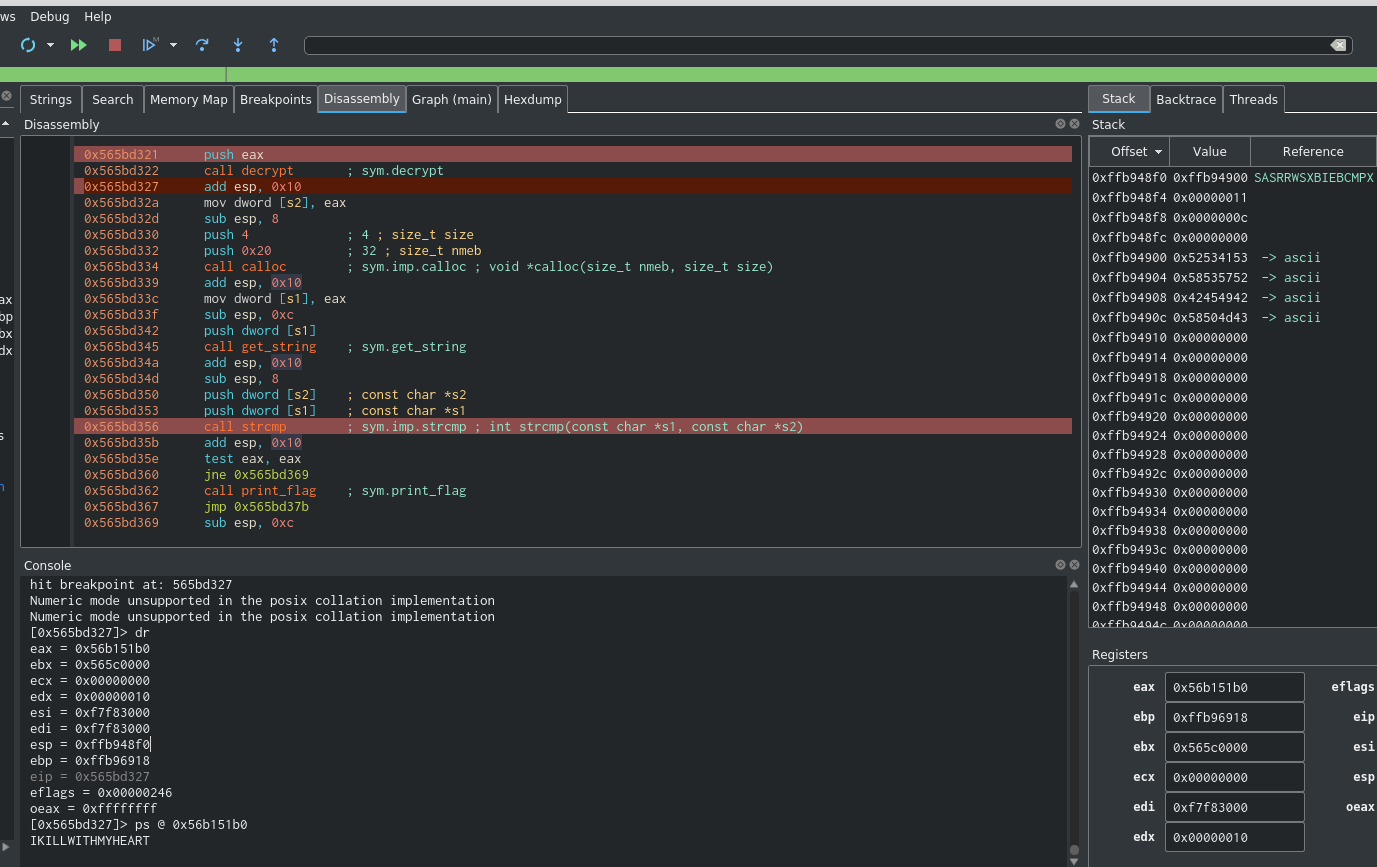 ws Debug Help
M
Strings Search Memory Map Breakpoints Disassembly Graph (main) Hexdump
Disassembly
0x565bd321 push eax
0x565bd322 call decrypt ; sym.decrypt
0x565bd327 add esp, 0x10
0x565bd32a mov dword [s2], eax
0x565bd32d sub esp, 8
0x565bd330 push 4 ; 4 ; size_t size
0x565bd332 push 0x20 ; 32 ; size_t nmeb
0x565bd334 call calloc ; sym.imp.calloc ; void *calloc(size_t nmeb, size_t size)
0x565bd339 add esp, 0x10
0x565bd33c mov dword [s1], eax
0x565bd33f sub esp, 0xc
0x565bd342 push dword [s1]
0x565bd345 call get_string ; sym.get_string
0x565bd34a add esp, 0x10
0x565bd34d sub esp, 8
0x565bd350 push dword [s2] ; const char *s2
0x565bd353 push dword [s1] ; const char *s1
0x565bd356 call strcmp ; sym.imp.strcmp ; int strcmp(const char *s1, const char *s2)
0x565bd35b add esp, 0x10
0x565bd35e test eax, eax
0x565bd360 jne 0x565bd369
0x565bd362 call print_flag ; sym.print_flag
0x565bd367 jmp 0x565bd37b
0x565bd369 sub esp, 0xc
ax
bp
bx
dx
s
n
Console
hit breakpoint at: 565bd327
Numeric mode unsupported in the posix collation implementation
Numeric mode unsupported in the posix collation implementation
[0x565bd327]> dr
eax = 0x56b151b0
ebx = 0x565c0000
ecx = 0x00000000
edx = 0x00000010
esi = 0xf7f83000
edi = 0xf7f83000
esp = 0xffb948f0
ebp = 0xffb96918
eip = 0x565bd327
eflags = 0x00000246
oeax = 0xffffffff
[0x565bd327]> ps @ 0x56b151b0
IKILLWITHMYHEART
Stack Backtrace Threads
Stack
Offset Value Reference
0xffb948f0 0xffb94900 SASRRWSXBIEBCMPX
0xffb948f4 0x00000011
0xffb948f8 0x0000000c
0xffb948fc 0x00000000
0xffb94900 0x52534153 -> ascii
0xffb94904 0x58535752 -> ascii
0xffb94908 0x42454942 -> ascii
0xffb9490c 0x58504d43 -> ascii
0xffb94910 0x00000000
0xffb94914 0x00000000
0xffb94918 0x00000000
0xffb9491c 0x00000000
0xffb94920 0x00000000
0xffb94924 0x00000000
0xffb94928 0x00000000
0xffb9492c 0x00000000
0xffb94930 0x00000000
0xffb94934 0x00000000
0xffb94938 0x00000000
0xffb9493c 0x00000000
0xffb94940 0x00000000
0xffb94944 0x00000000
0xffb94948 0x00000000
0xffb9494c 0x00000000
Registers
eax 0x56b151b0 eflags
ebp 0xffb96918 eip
ebx 0x565c0000 esi
ecx 0x00000000 esp
edi 0xf7f83000 oeax
edx 0x00000010